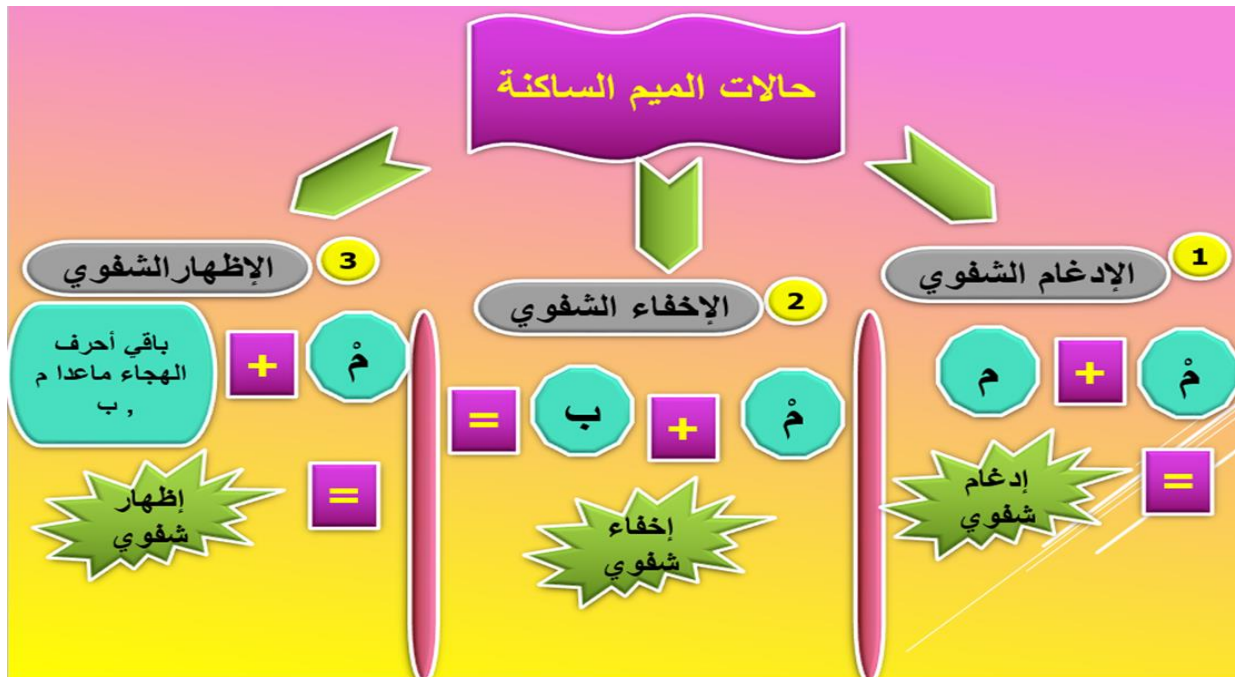 حالات الميم الساكنة
1
الإدغام الشفوي
مْ + م
=
إدغام
شفوي
2
الإخفاء الشفوي
مْ + ب =
إخفاء
شفوي
3
الإظهار الشفوي
مْ +
باقي أحرف
الهجاء ماعدا م
, ب
=
إظهار
شفوي